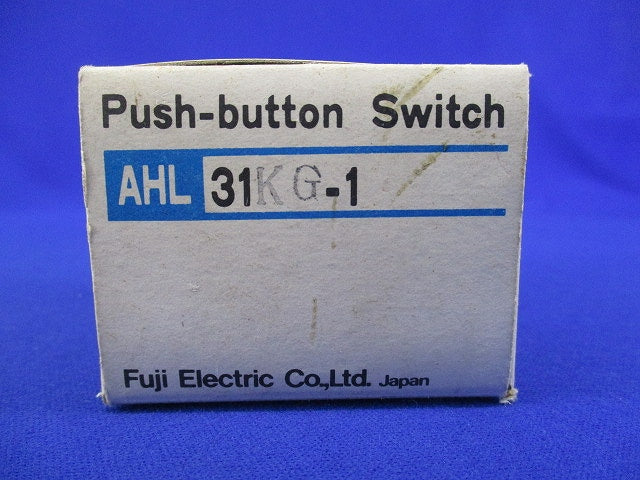 Push-button Switch
AHL 31KG-1
Fuji Electric Co.,Ltd. Japan